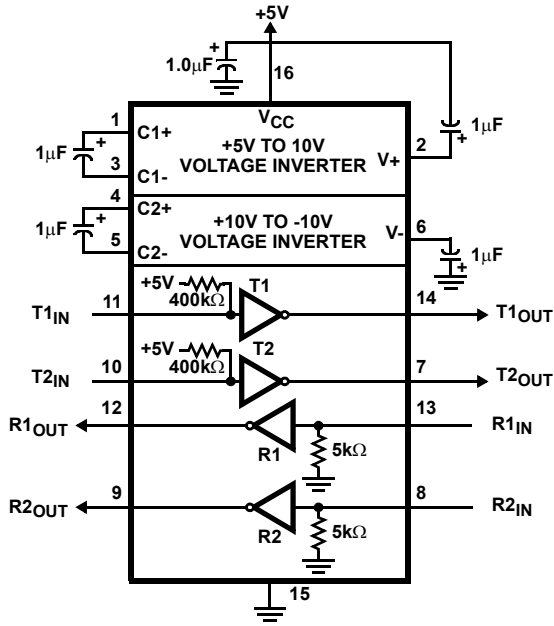 +5V
+
1.0µF
16
1
VCC
C1+
+5V TO 10V
VOLTAGE INVERTER
2
V+
+
1µF
1µF
+
3
C1-
4
C2+
+10V TO -10V
VOLTAGE INVERTER
V-
6
1µF
+
5
C2-
1µF
+
+5V
400kΩ
T1
T1IN
11
14
T1OUT
+5V
400kΩ
T2
T2IN
10
7
T2OUT
R1OUT
12
13
R1IN
R1
5kΩ
R2OUT
9
8
R2IN
R2
5kΩ
15